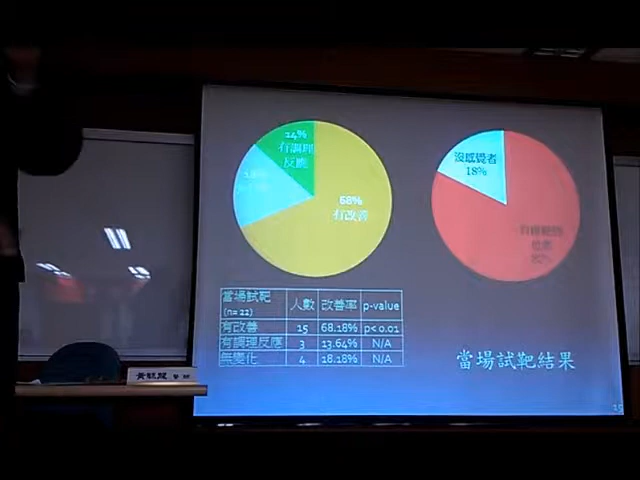 14%
有調理
反應
68%
有改善
沒感覺者
18%
當場試靶
(n=22)
人數
改善率
p-value
有改善 15 68.18% p<0.01
有調理反應 3 13.64% N/A
無變化 4 18.18% N/A
當場試靶結果